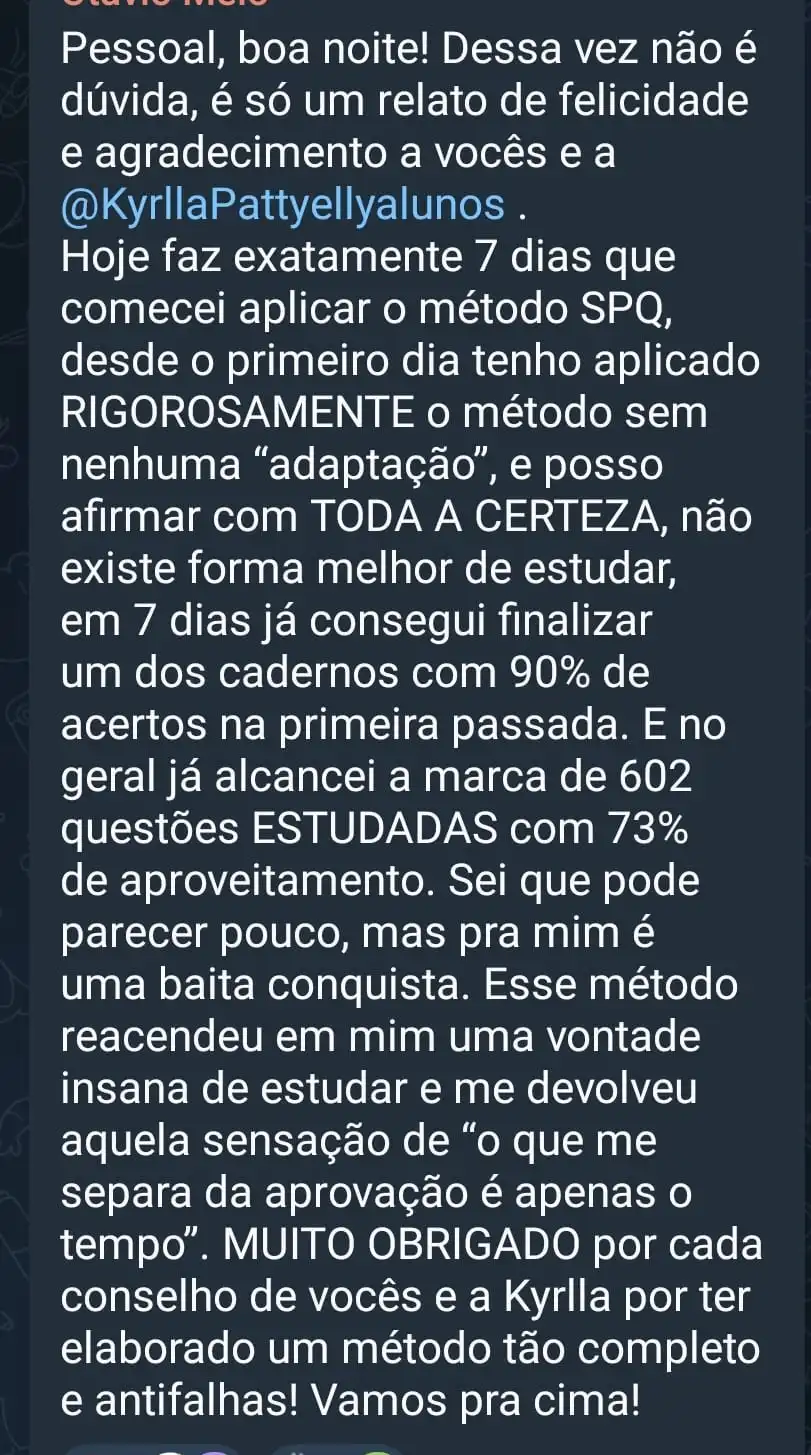 Pessoal, boa noite! Dessa vez não é
dúvida, é só um relato de felicidade
e agradecimento a vocês e a
@KyrllaPattyellyalunos .
Hoje faz exatamente 7 dias que
comecei aplicar o método SPQ,
desde o primeiro dia tenho aplicado
RIGOROSAMENTE o método sem
nenhuma “adaptação”, e posso
afirmar com TODA A CERTEZA, não
existe forma melhor de estudar,
em 7 dias já consegui finalizar
um dos cadernos com 90% de
acertos na primeira passada. E no
geral já alcancei a marca de 602
questões ESTUDADAS com 73%
de aproveitamento. Sei que pode
parecer pouco, mas pra mim é
uma baita conquista. Esse método
reacendeu em mim uma vontade
insana de estudar e me devolveu
aquela sensação de “o que me
separa da aprovação é apenas o
tempo”. MUITO OBRIGADO por cada
conselho de vocês e a Kyrlla por ter
elaborado um método tão completo
e antifalhas! Vamos pra cima!